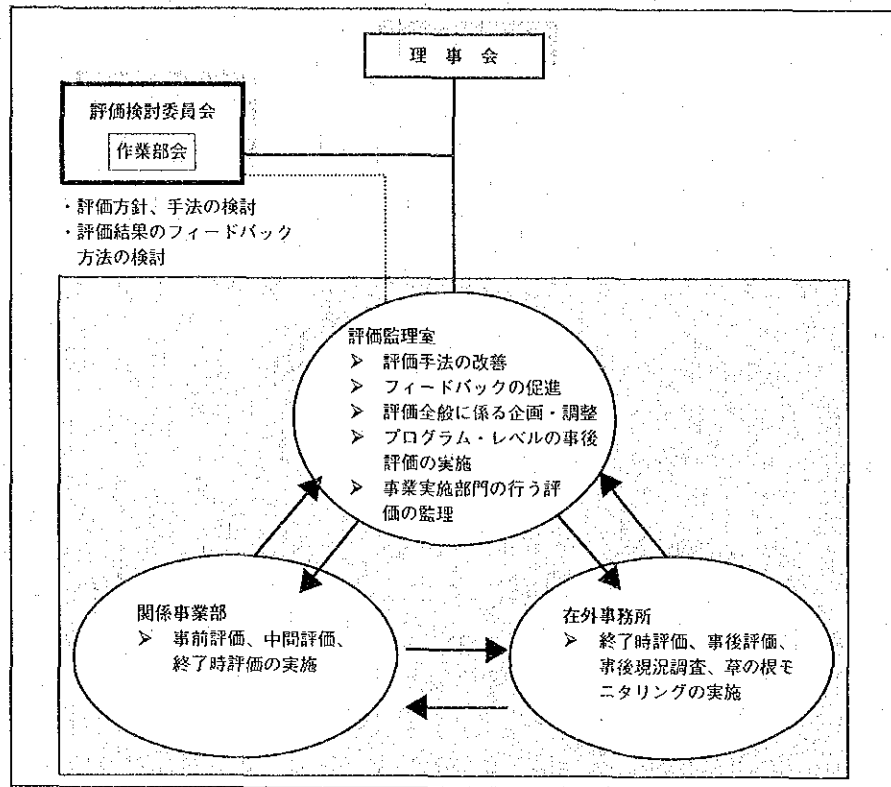 理事会
評価検討委員会
作業部会
・評価方針、手法の検討
・評価結果のフィードバック
方法の検討
評価監理室
➤ 評価手法の改善
➤ フィードバックの促進
➤ 評価全般に係る企画・調整
➤ プログラム・レベルの事後
評価の実施
➤ 事業実施部門の行う評
価の監理
関係事業部
➤ 事前評価、中間評価、
終了時評価の実施
在外事務所
➤ 終了時評価、事後評価、
事後現況調査、草の根モ
ニタリングの実施